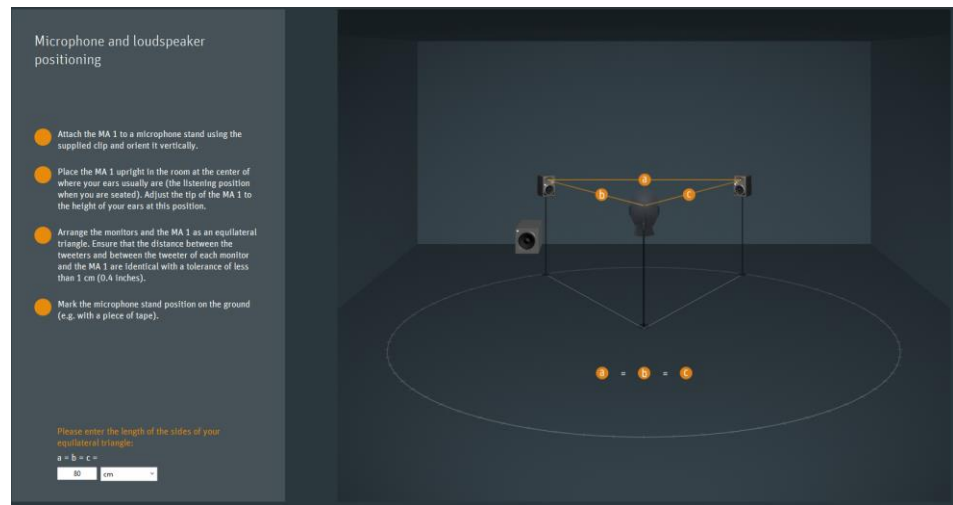 Microphone and loudspeaker
positioning
Attach the MA 1 to a microphone stand using the
supplied clip and orient it vertically.
Place the MA 1 upright in the room at the center of
where your ears usually are (the listening position
when you are seated). Adjust the tip of the MA 1 to
the height of your ears at this position.
Arrange the monitors and the MA 1 as an equilateral
triangle. Ensure that the distance between the
tweeters and between the tweeter of each monitor
and the MA 1 are identical with a tolerance of less
than 1 cm (0.4 inches).
Mark the microphone stand position on the ground
(e.g. with a piece of tape).
Please enter the length of the sides of your
equilateral triangle:
a = b = c =
80 cm
a
b c
a = b = c